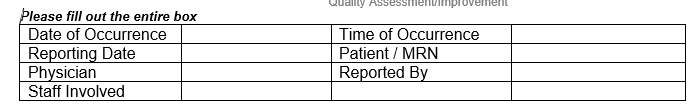 Quality Assessment/Improvement
Please fill out the entire box
Date of Occurrence Time of Occurrence
Reporting Date Patient / MRN
Physician Reported By
Staff Involved